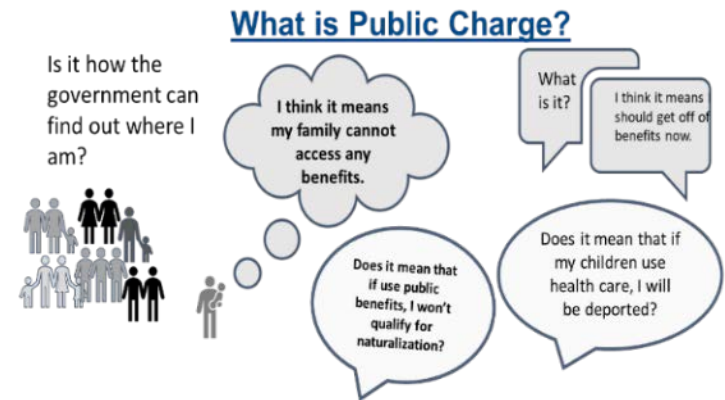 What is Public Charge?
Is it how the
government can
find out where I
am?
I think it means
my family cannot
access any
benefits.
What
is it?
I think it means I
should get off of
benefits now.
Does it mean that
if use public
benefits, I won't
qualify for
naturalization?
Does it mean that if
my children use
health care, I will
be deported?